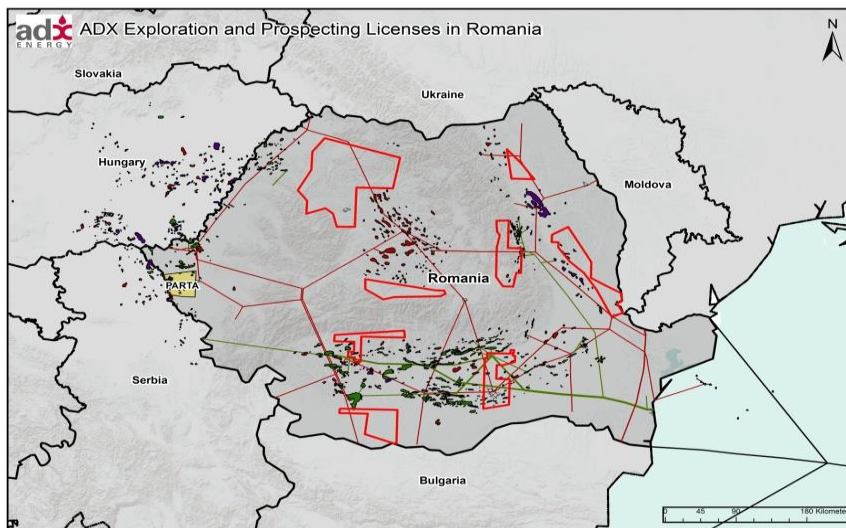 adx
ENERGY
ADX Exploration and Prospecting Licenses in Romania
N
Slovakia
Ukraine
Hungary
Moldova
Romania
PARTA
Serbia
Bulgaria
0 45 90 180 Kilomete